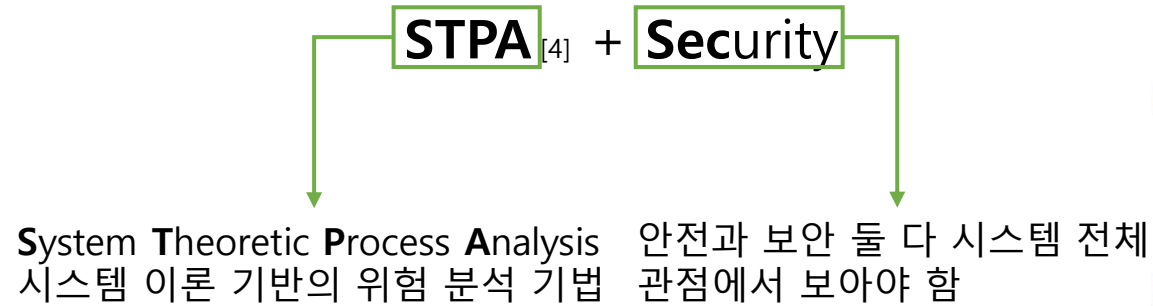 STPA[4] + Security
System Theoretic Process Analysis
시스템 이론 기반의 위험 분석 기법
안전과 보안 둘 다 시스템 전체
관점에서 보아야 함